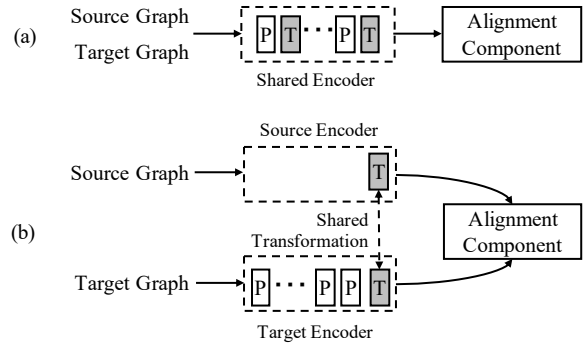 (a)
Source Graph
Target Graph
P T ··· P T
Shared Encoder
Alignment
Component
(b)
Source Encoder
Source Graph
T
Shared
Transformation
Alignment
Component
Target Graph
P ··· P P T
Target Encoder